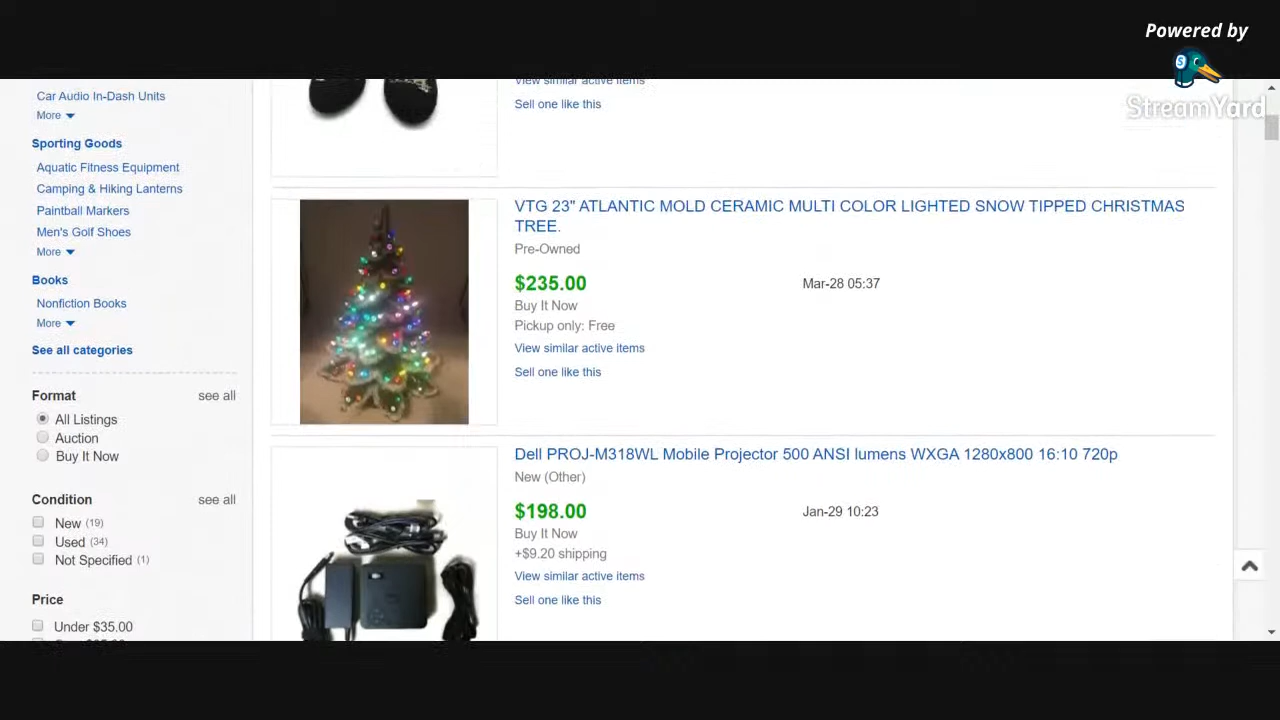 Powered by
StreamYard
Car Audio In-Dash Units
More
Sporting Goods
Aquatic Fitness Equipment
Camping & Hiking Lanterns
Paintball Markers
Men's Golf Shoes
More
Books
Nonfiction Books
More
See all categories
Format see all
All Listings
Auction
Buy It Now
Condition see all
New (19)
Used (34)
Not Specified (1)
Price
Under $35.00
View similar active items
Sell one like this
VTG 23" ATLANTIC MOLD CERAMIC MULTI COLOR LIGHTED SNOW TIPPED CHRISTMAS
TREE.
Pre-Owned
$235.00 Mar-28 05:37
Buy It Now
Pickup only: Free
View similar active items
Sell one like this
Dell PROJ-M318WL Mobile Projector 500 ANSI lumens WXGA 1280x800 16:10 720p
New (Other)
$198.00 Jan-29 10:23
Buy It Now
+$9.20 shipping
View similar active items
Sell one like this